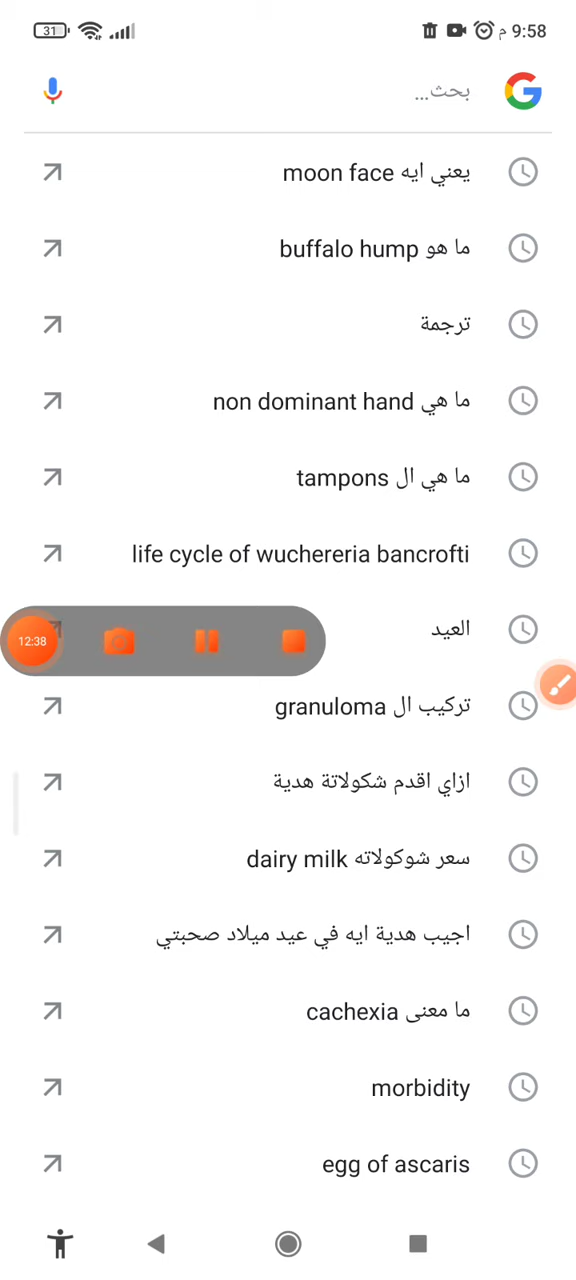 31
9:58 م
بحث...
يعني ايه moon face
ما هو buffalo hump
ترجمة
ما هي non dominant hand
ما هي ال tampons
life cycle of wuchereria bancrofti
العيد
12:38
تركيب ال granuloma
ازاي اقدم شكولاتة هدية
سعر شوكولاته dairy milk
اجيب هدية ايه في عيد ميلاد صحبتي
ما معنى cachexia
morbidity
egg of ascaris